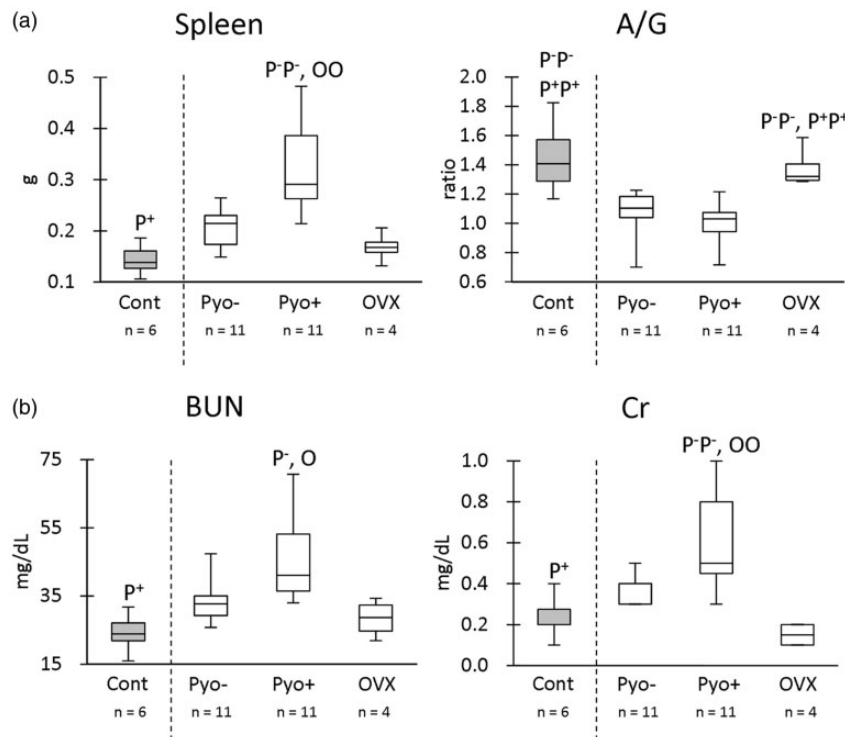 (a)
Spleen
P⁻P⁻, OO
0.5
0.4
0.3
0.2
0.1
g
P⁺
Cont
Pyo-
Pyo+
OVX
n = 6
n = 11
n = 11
n = 4
A/G
P⁻P⁻
P⁺P⁺
P⁻P⁻, P⁺P⁺
2.0
1.8
1.6
1.4
1.2
1.0
0.8
0.6
ratio
Cont
Pyo-
Pyo+
OVX
n = 6
n = 11
n = 11
n = 4
(b)
BUN
P⁻, O
75
55
35
15
mg/dL
P⁺
Cont
Pyo-
Pyo+
OVX
n = 6
n = 11
n = 11
n = 4
Cr
P⁻P⁻, OO
1.0
0.8
0.6
0.4
0.2
0.0
mg/dL
P⁺
Cont
Pyo-
Pyo+
OVX
n = 6
n = 11
n = 11
n = 4